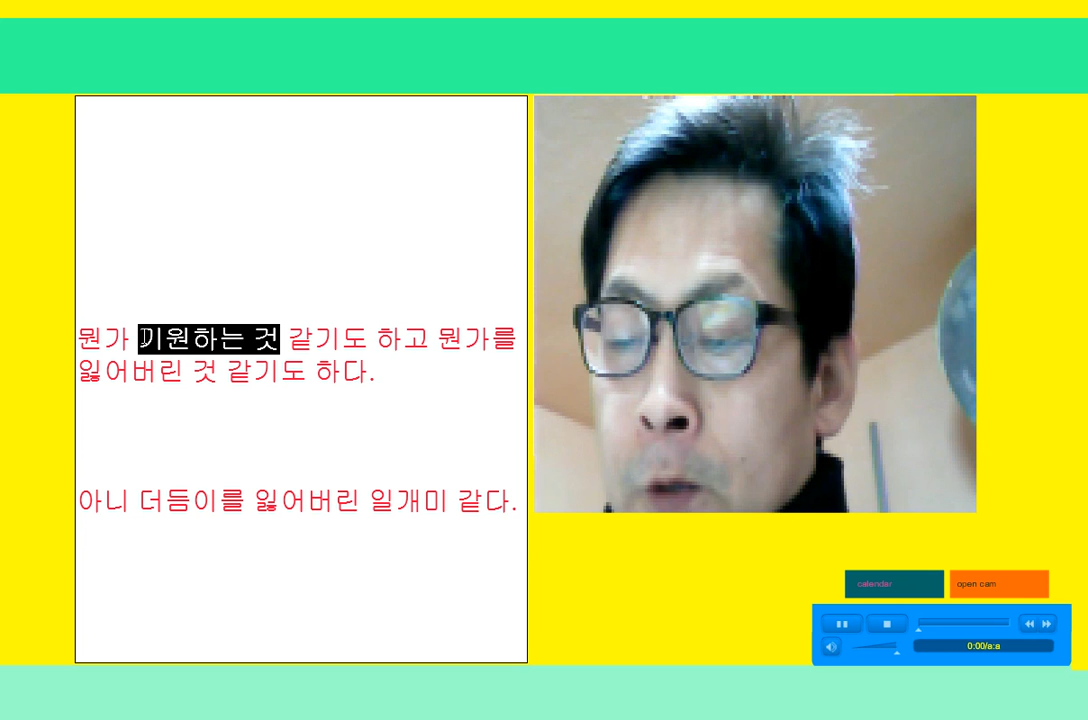 뭔가 기원하는 것 같기도 하고 뭔가를
잃어버린 것 같기도 하다.
아니 더듬이를 잃어버린 일개미 같다.
calendar
open cam
0:00/a:a